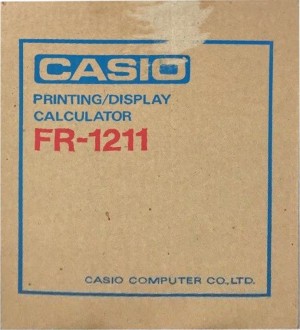 CASIO
PRINTING/DISPLAY
CALCULATOR
FR-1211
CASIO COMPUTER CO.,LTD.